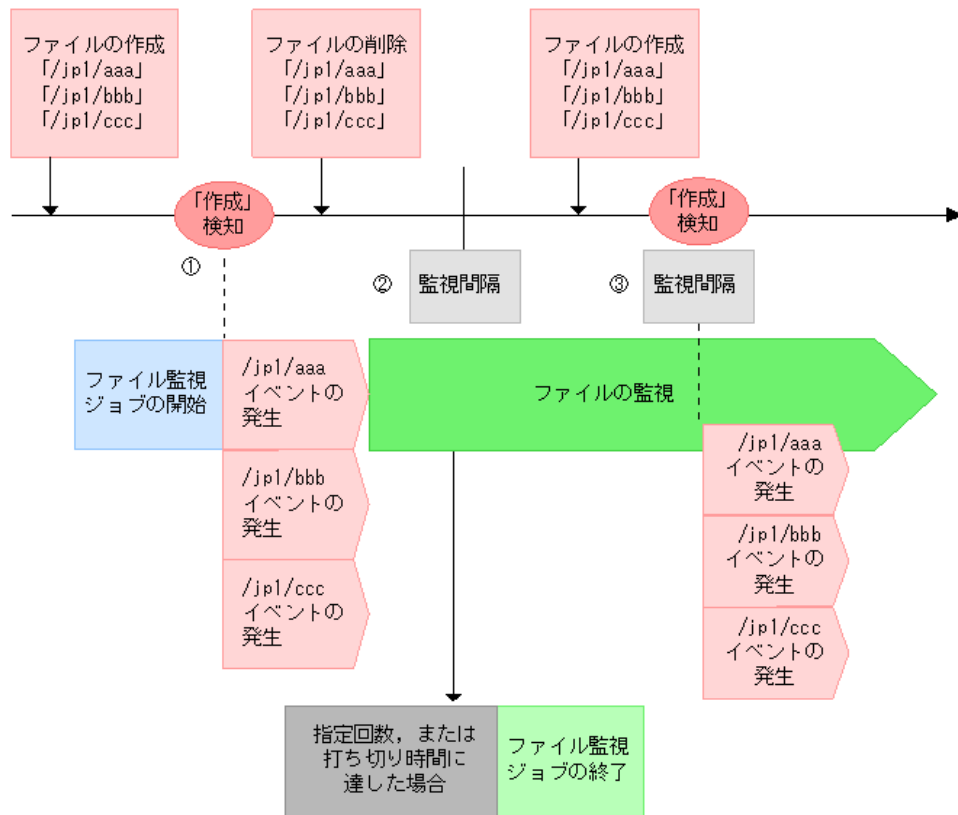 ファイルの作成
「/jp1/aaa」
「/jp1/bbb」
「/jp1/ccc」
ファイルの削除
「/jp1/aaa」
「/jp1/bbb」
「/jp1/ccc」
ファイルの作成
「/jp1/aaa」
「/jp1/bbb」
「/jp1/ccc」
「作成」
検知
「作成」
検知
①
②
監視間隔
③
監視間隔
ファイル監視
ジョブの開始
/jp1/aaa
イベントの
発生
ファイルの監視
/jp1/bbb
イベントの
発生
/jp1/ccc
イベントの
発生
/jp1/aaa
イベントの
発生
/jp1/bbb
イベントの
発生
/jp1/ccc
イベントの
発生
指定回数，または
打ち切り時間に
達した場合
ファイル監視
ジョブの終了